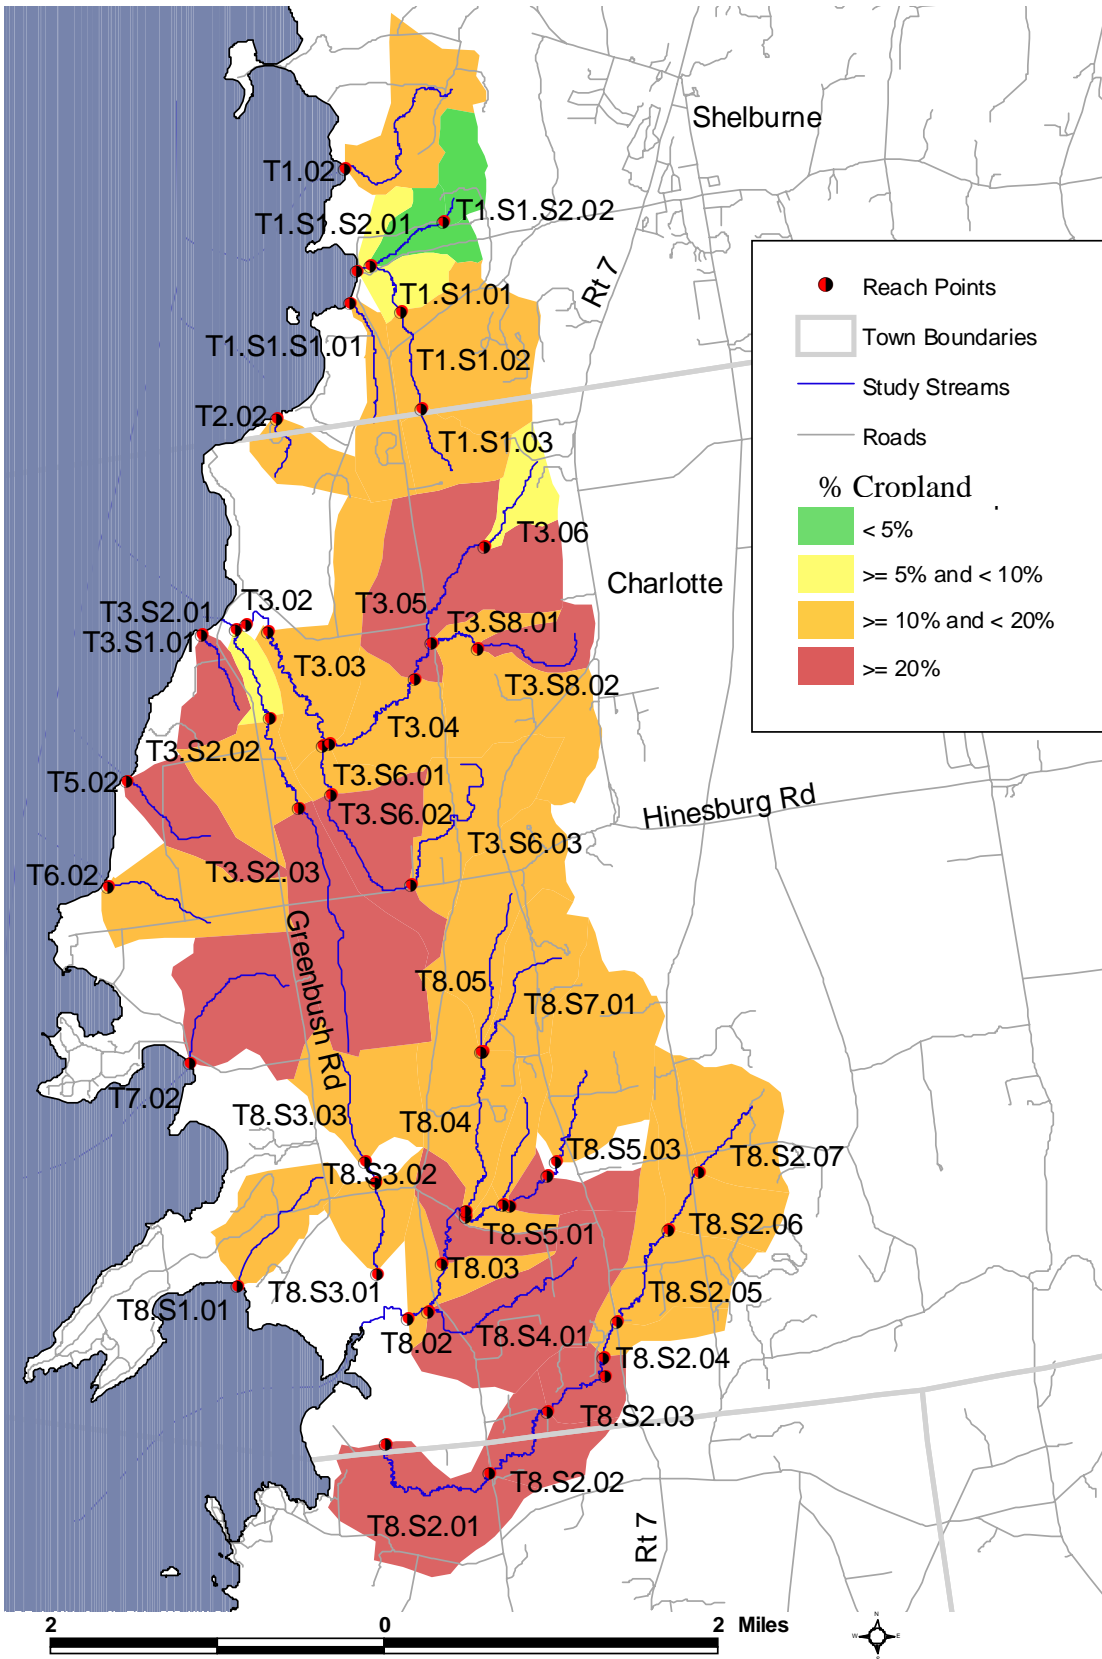 Shelburne
T1.02
T1.S1.S2.01
T1.S1.S2.02
Rt 7
T1.S1.01
T1.S1.S1.01
T1.S1.02
T2.02
T1.S1.03
Reach Points
Town Boundaries
Study Streams
Roads
% Cropland
< 5%
>= 5% and < 10%
>= 10% and < 20%
>= 20%
T3.06
Charlotte
T3.S2.01
T3.02
T3.05
T3.S8.01
T3.S1.01
T3.03
T3.S8.02
T3.04
T3.S2.02
T5.02
T3.S6.01
T3.S6.02
Hinesburg Rd
T3.S6.03
T6.02
T3.S2.03
Greenbush Rd
T8.05
T8.S7.01
T7.02
T8.S3.03
T8.04
T8.S5.03
T8.S2.07
T8.S3.02
T8.S5.01
T8.S2.06
T8.03
T8.S3.01
T8.S2.05
T8.S1.01
T8.02
T8.S4.01
T8.S2.04
T8.S2.03
T8.S2.02
T8.S2.01
Rt 7
2 0 2 Miles
N
W E
S